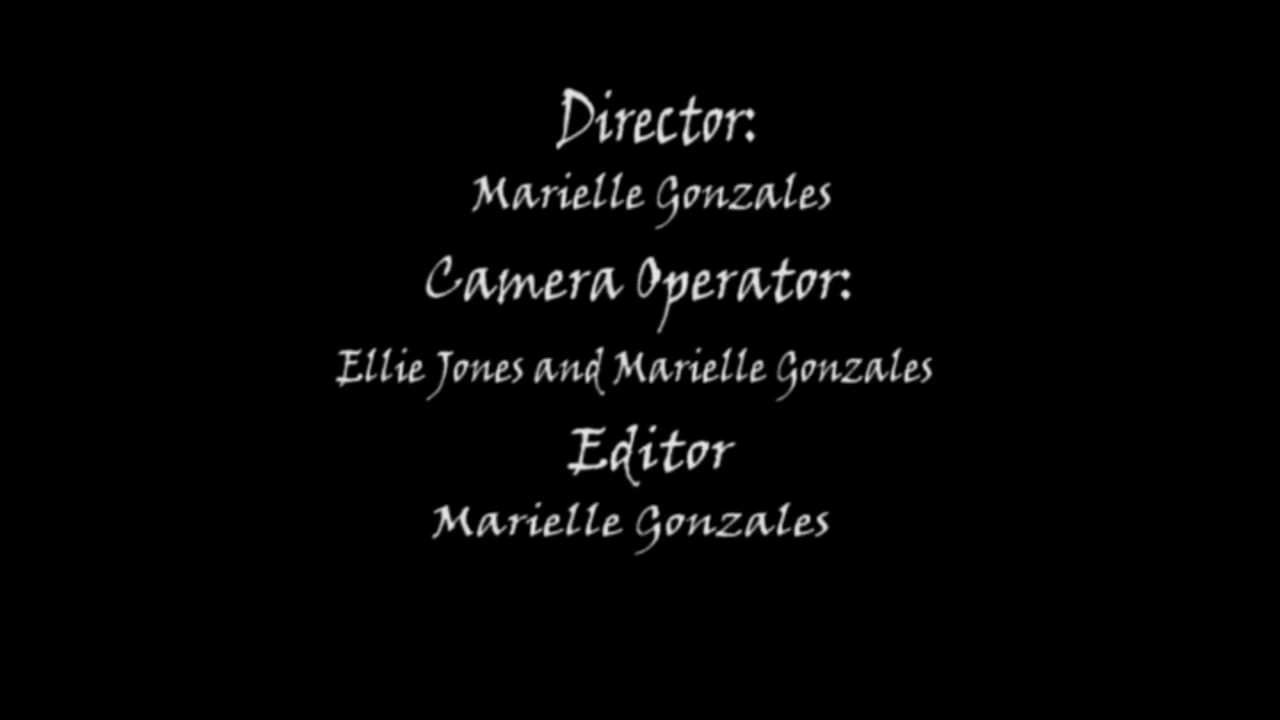 Director:
Marielle Gonzales
Camera Operator:
Ellie Jones and Marielle Gonzales
Editor
Marielle Gonzales